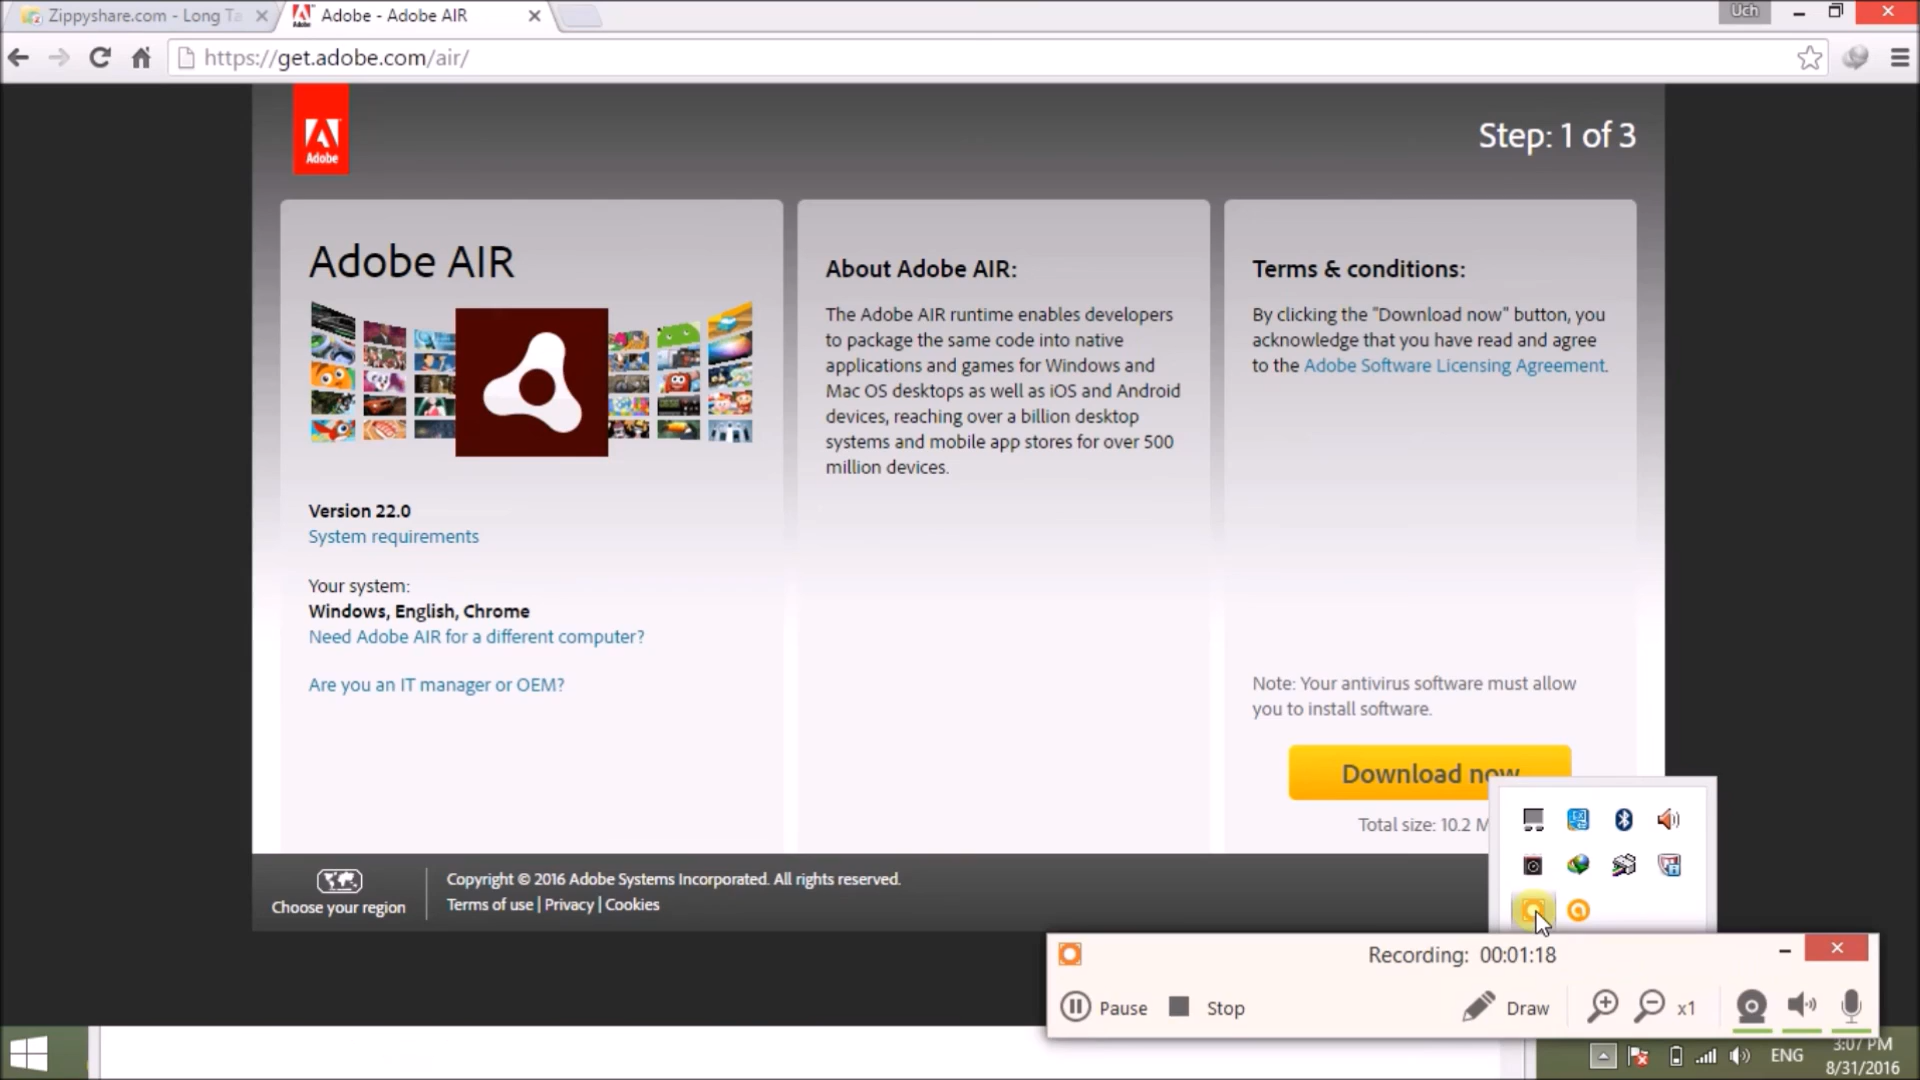 Zippyshare.com - Long Ta
Adobe - Adobe AIR
Uch
https://get.adobe.com/air/
Adobe
Step: 1 of 3
Adobe AIR
Version 22.0
System requirements
Your system:
Windows, English, Chrome
Need Adobe AIR for a different computer?
Are you an IT manager or OEM?
About Adobe AIR:
The Adobe AIR runtime enables developers
to package the same code into native
applications and games for Windows and
Mac OS desktops as well as iOS and Android
devices, reaching over a billion desktop
systems and mobile app stores for over 500
million devices.
Terms & conditions:
By clicking the "Download now" button, you
acknowledge that you have read and agree
to the Adobe Software Licensing Agreement.
Note: Your antivirus software must allow
you to install software.
Download now
Total size: 10.2 M
Choose your region
Copyright © 2016 Adobe Systems Incorporated. All rights reserved.
Terms of use | Privacy | Cookies
Recording: 00:01:18
Pause
Stop
Draw
x1
ENG
3:07 PM
8/31/2016